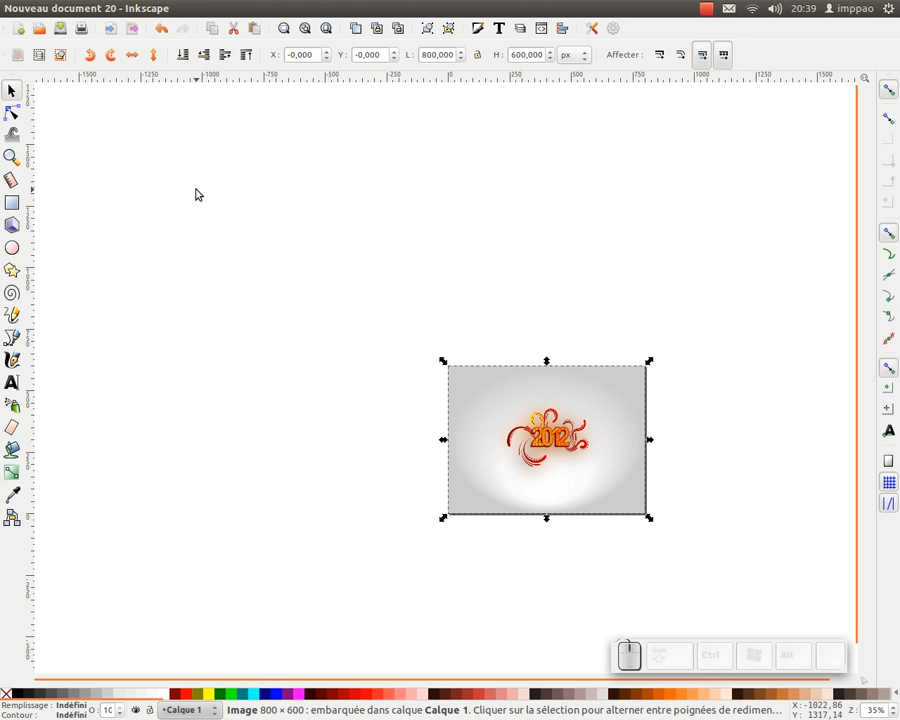 Nouveau document 20 - Inkscape
20:39 imppao
X : -0,000 Y : -0,000 L : 800,000 H : 600,000 px Affecter :
-1500 -1250 -1000 -750 -500 -250 0 250 500 750 1000 1250 1500
2012
Ctrl Alt
Remplissage : Indéfini
Contour : Indéfini
O : 10
•Calque 1
Image 800 × 600 : embarquée dans calque Calque 1. Cliquer sur la sélection pour alterner entre poignées de redimen...
X: -1022,86
Y: 1317,14
Z : 35%